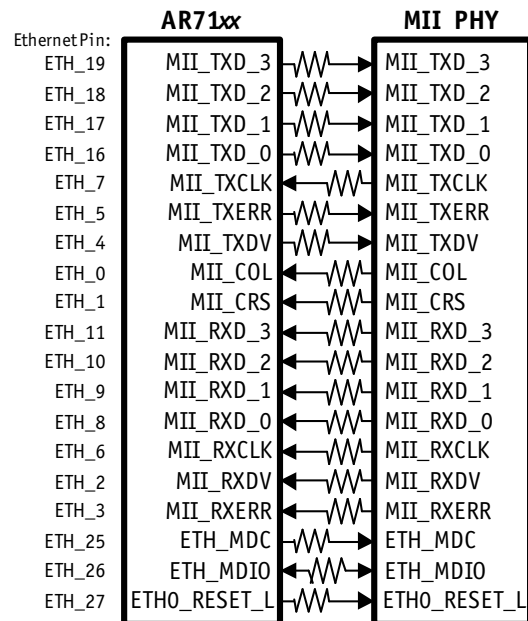 AR71xx MII PHY
Ethernet Pin:
ETH_19 MII_TXD_3 MII_TXD_3
ETH_18 MII_TXD_2 MII_TXD_2
ETH_17 MII_TXD_1 MII_TXD_1
ETH_16 MII_TXD_0 MII_TXD_0
ETH_7 MII_TXCLK MII_TXCLK
ETH_5 MII_TXERR MII_TXERR
ETH_4 MII_TXDV MII_TXDV
ETH_0 MII_COL MII_COL
ETH_1 MII_CRS MII_CRS
ETH_11 MII_RXD_3 MII_RXD_3
ETH_10 MII_RXD_2 MII_RXD_2
ETH_9 MII_RXD_1 MII_RXD_1
ETH_8 MII_RXD_0 MII_RXD_0
ETH_6 MII_RXCLK MII_RXCLK
ETH_2 MII_RXDV MII_RXDV
ETH_3 MII_RXERR MII_RXERR
ETH_25 ETH_MDC ETH_MDC
ETH_26 ETH_MDIO ETH_MDIO
ETH_27 ETH0_RESET_L ETH0_RESET_L